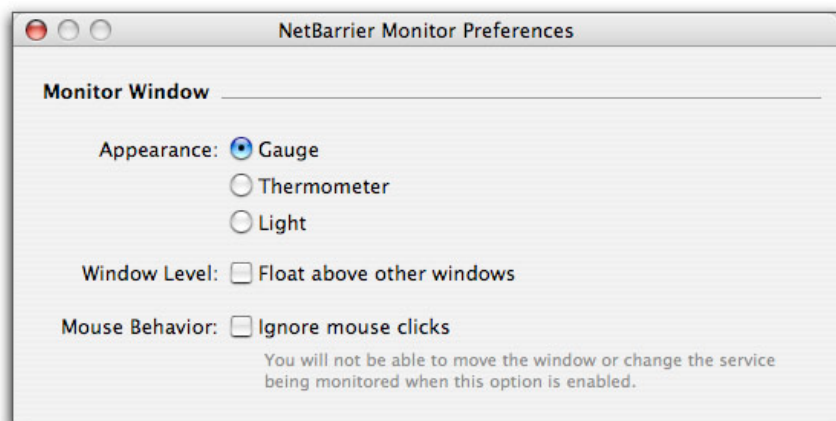 NetBarrier Monitor Preferences
Monitor Window
Appearance: Gauge
Thermometer
Light
Window Level: Float above other windows
Mouse Behavior: Ignore mouse clicks
You will not be able to move the window or change the service
being monitored when this option is enabled.